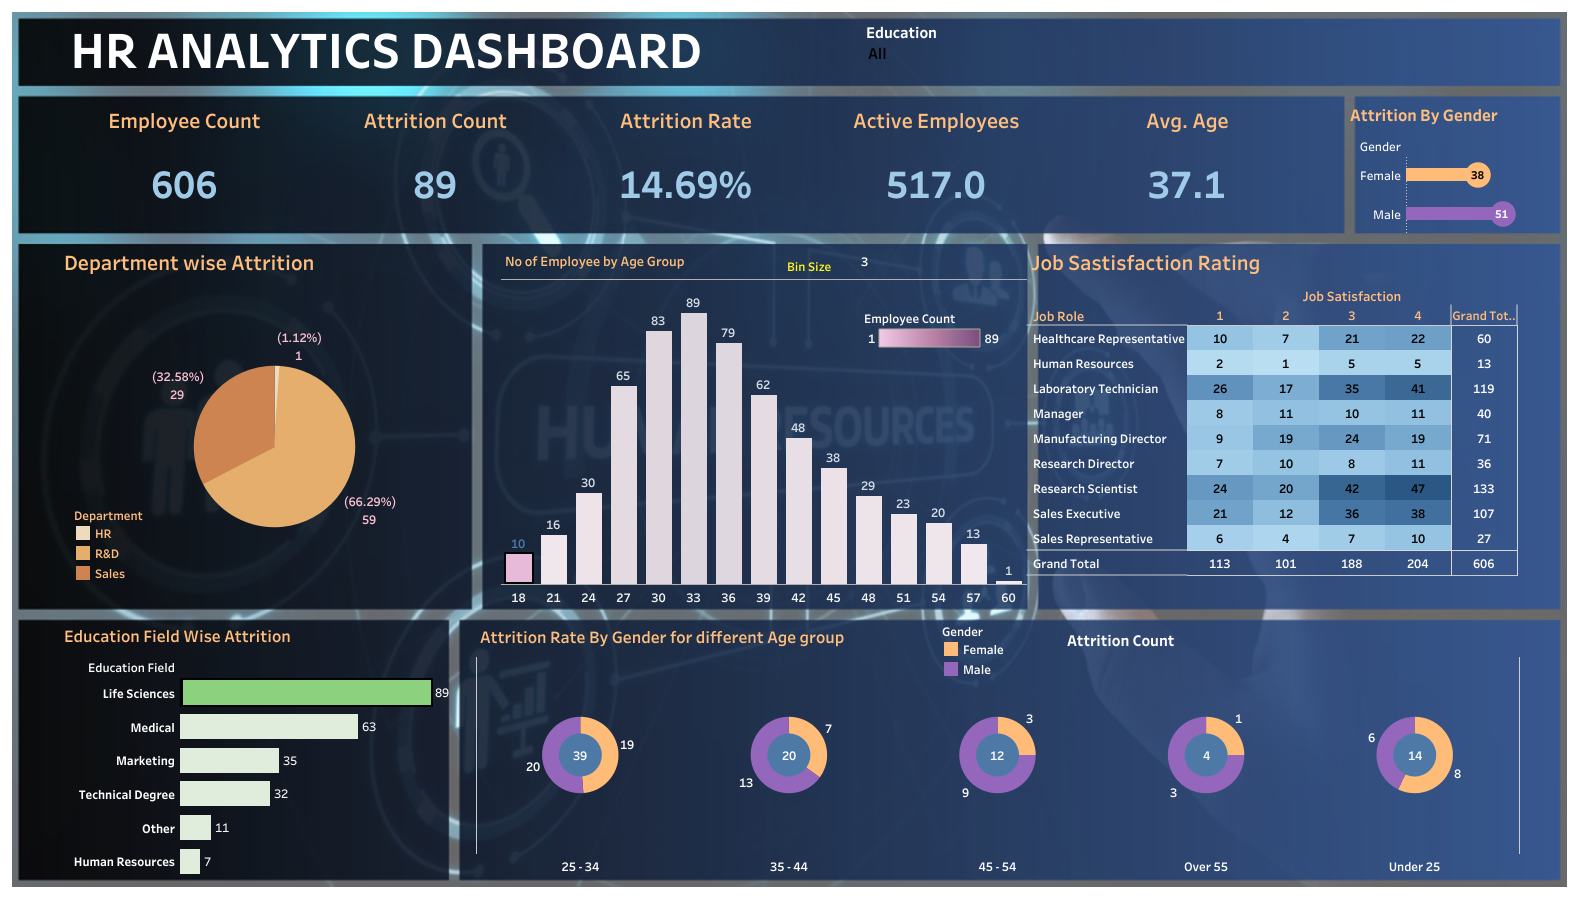 HR ANALYTICS DASHBOARD
Education
All
Employee Count
606
Attrition Count
89
Attrition Rate
14.69%
Active Employees
517.0
Avg. Age
37.1
Attrition By Gender
Gender
Female 38
Male 51
Department wise Attrition
(1.12%)
1
(32.58%)
29
(66.29%)
59
Department
HR
R&D
Sales
No of Employee by Age Group
Bin Size 3
Employee Count
1 89
10 16 30 65 83 89 79 62 48 38 29 23 20 13 1
18 21 24 27 30 33 36 39 42 45 48 51 54 57 60
HUMAN RESOURCES
Job Sastisfaction Rating
Job Satisfaction
Job Role 1 2 3 4 Grand Tot..
Healthcare Representative 10 7 21 22 60
Human Resources 2 1 5 5 13
Laboratory Technician 26 17 35 41 119
Manager 8 11 10 11 40
Manufacturing Director 9 19 24 19 71
Research Director 7 10 8 11 36
Research Scientist 24 20 42 47 133
Sales Executive 21 12 36 38 107
Sales Representative 6 4 7 10 27
Grand Total 113 101 188 204 606
Education Field Wise Attrition
Education Field
Life Sciences 89
Medical 63
Marketing 35
Technical Degree 32
Other 11
Human Resources 7
Attrition Rate By Gender for different Age group
Gender
Female
Male
Attrition Count
39 19 20
20 7 13
12 3 9
4 1 3
14 6 8
25 - 34 35 - 44 45 - 54 Over 55 Under 25